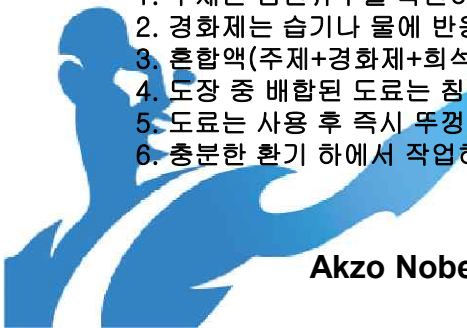 2. 경화제는 습기나 물에 반응
3. 혼합액(주제+경화제+희석
4. 도장 중 배합된 도료는 침
5. 도료는 사용 후 즉시 뚜껑
6. 충분한 환기 하에서 작업하
Akzo Nobe